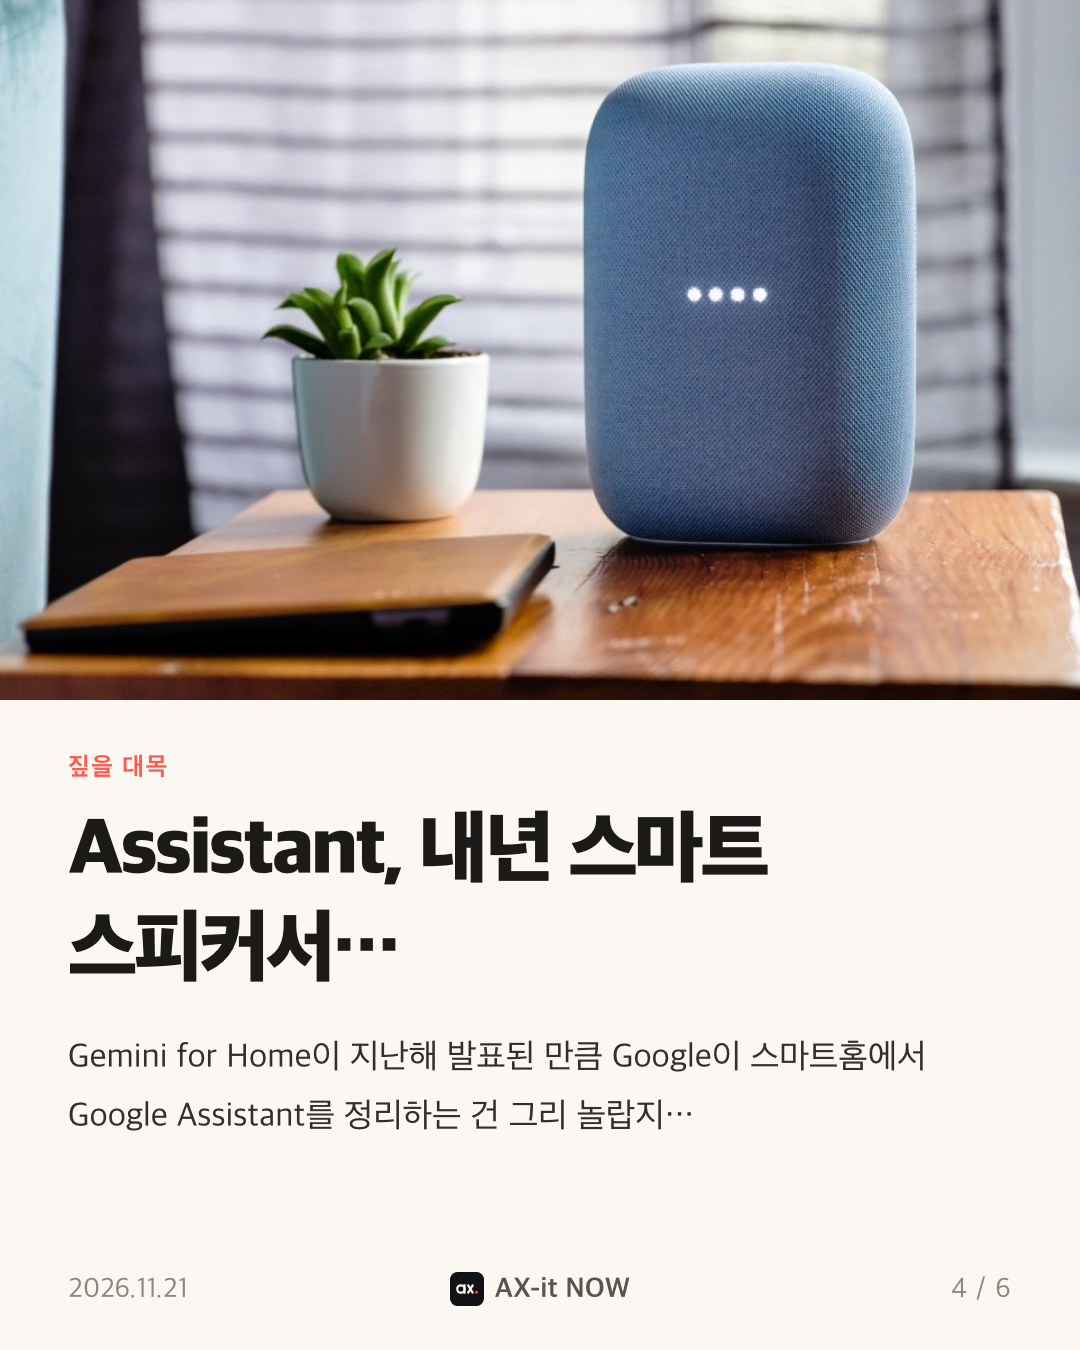 짚을 대목
Assistant, 내년 스마트
스피커서…
Gemini for Home이 지난해 발표된 만큼 Google이 스마트홈에서
Google Assistant를 정리하는 건 그리 놀랍지…
2026.11.21
ax. AX-it NOW
4 / 6